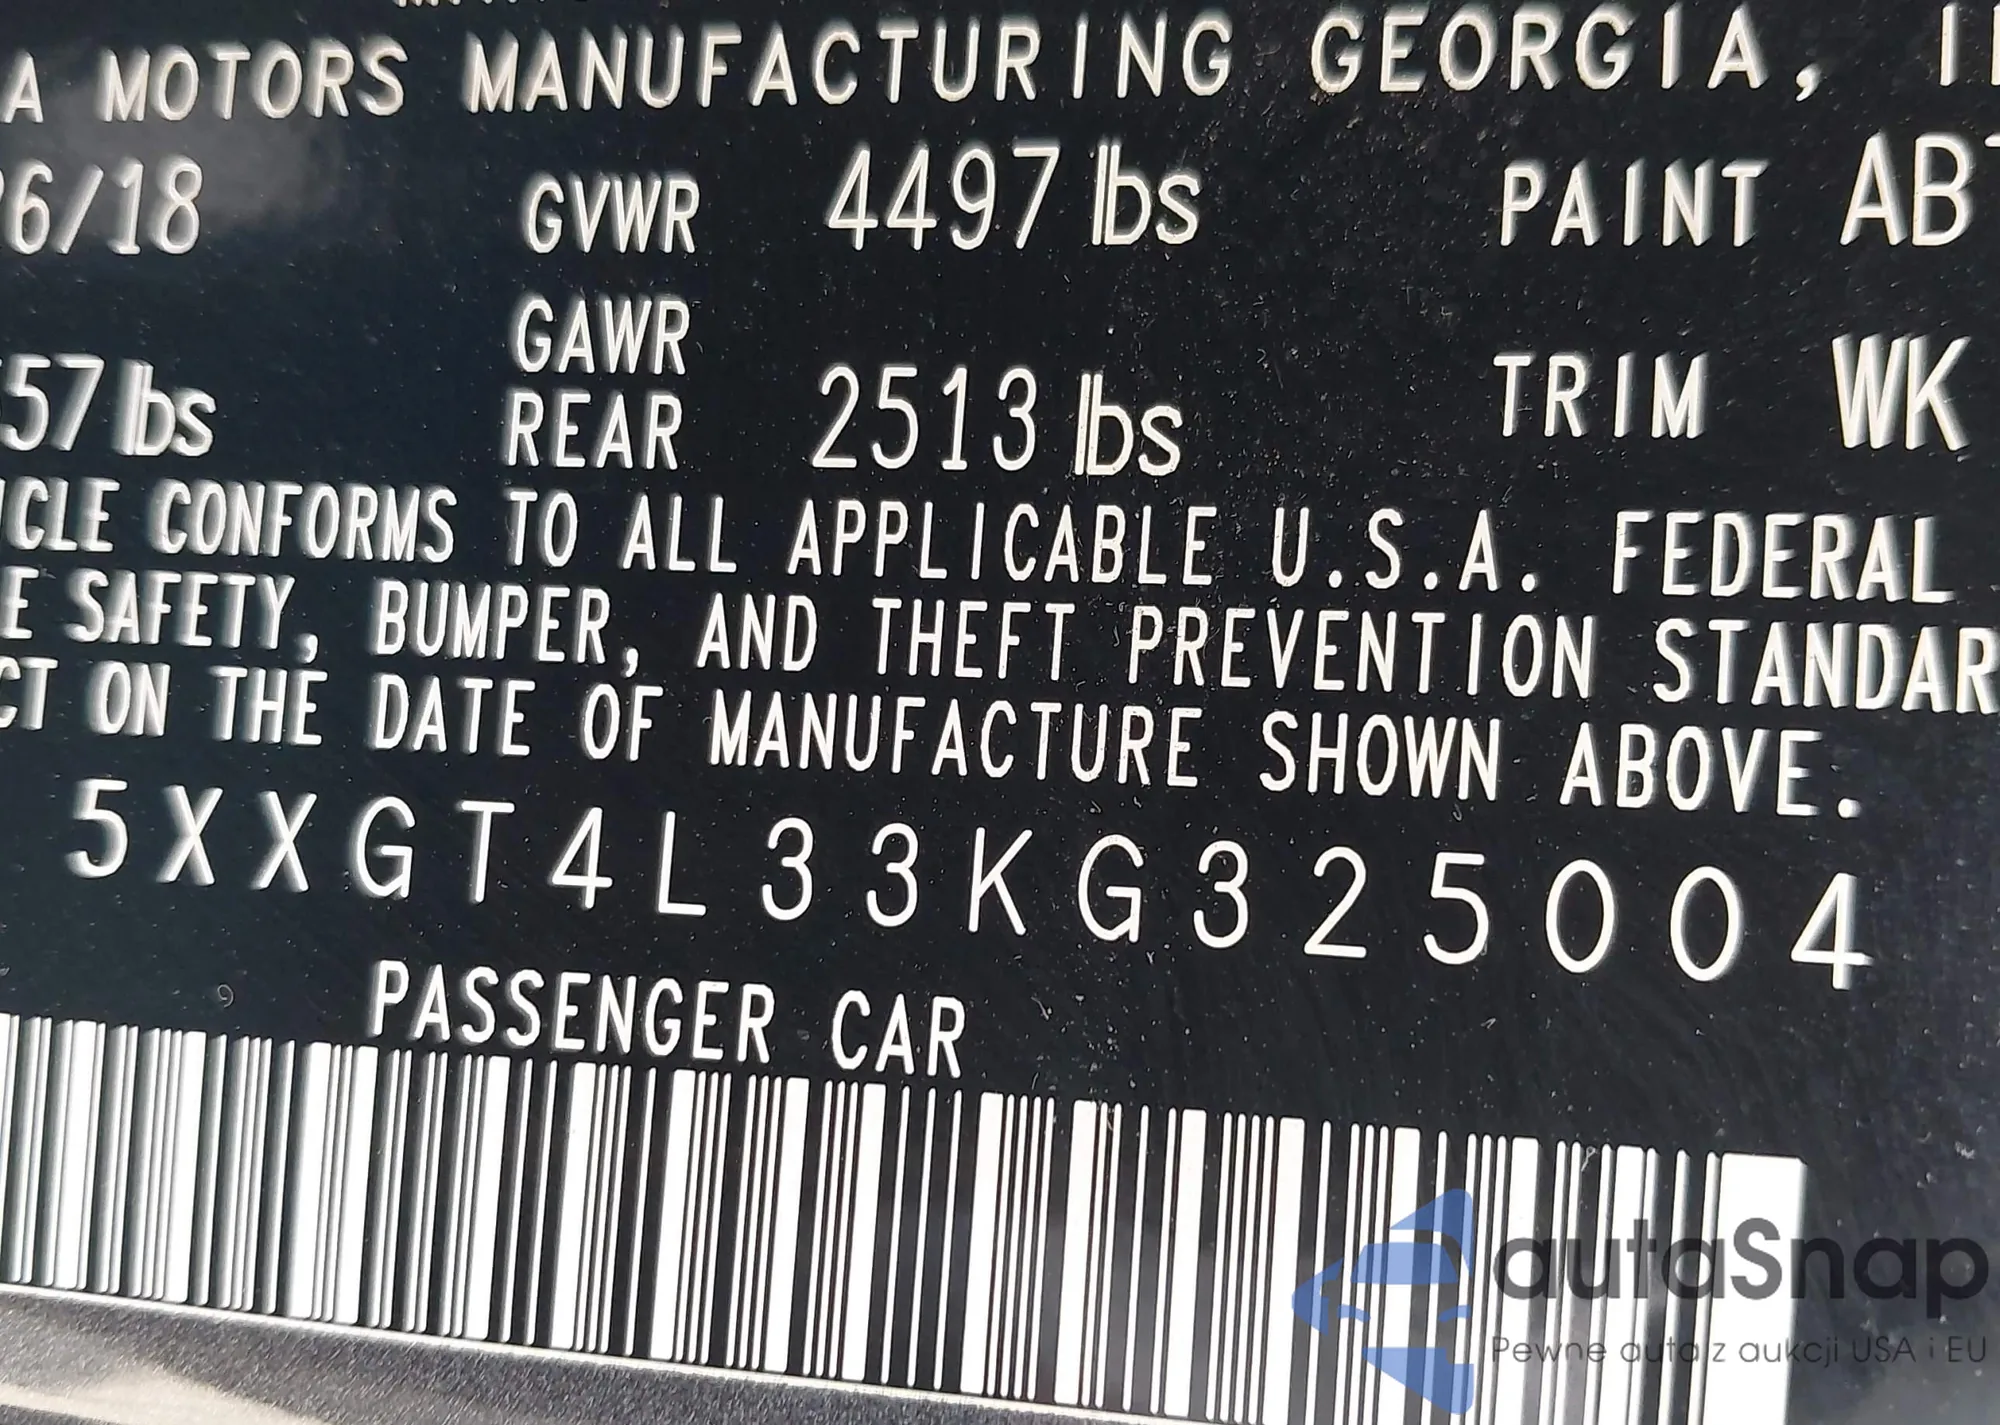 A MOTORS MANUFACTURING GEORGIA, I
6/18 GVWR 4497 lbs PAINT AB
GAWR
57 lbs REAR 2513 lbs TRIM WK
ICLE CONFORMS TO ALL APPLICABLE U.S.A. FEDERAL
E SAFETY, BUMPER, AND THEFT PREVENTION STANDAR
CT ON THE DATE OF MANUFACTURE SHOWN ABOVE.
5XXGT4L33KG325004
PASSENGER CAR
autaSnap
Pewne auta z aukcji USA i EU